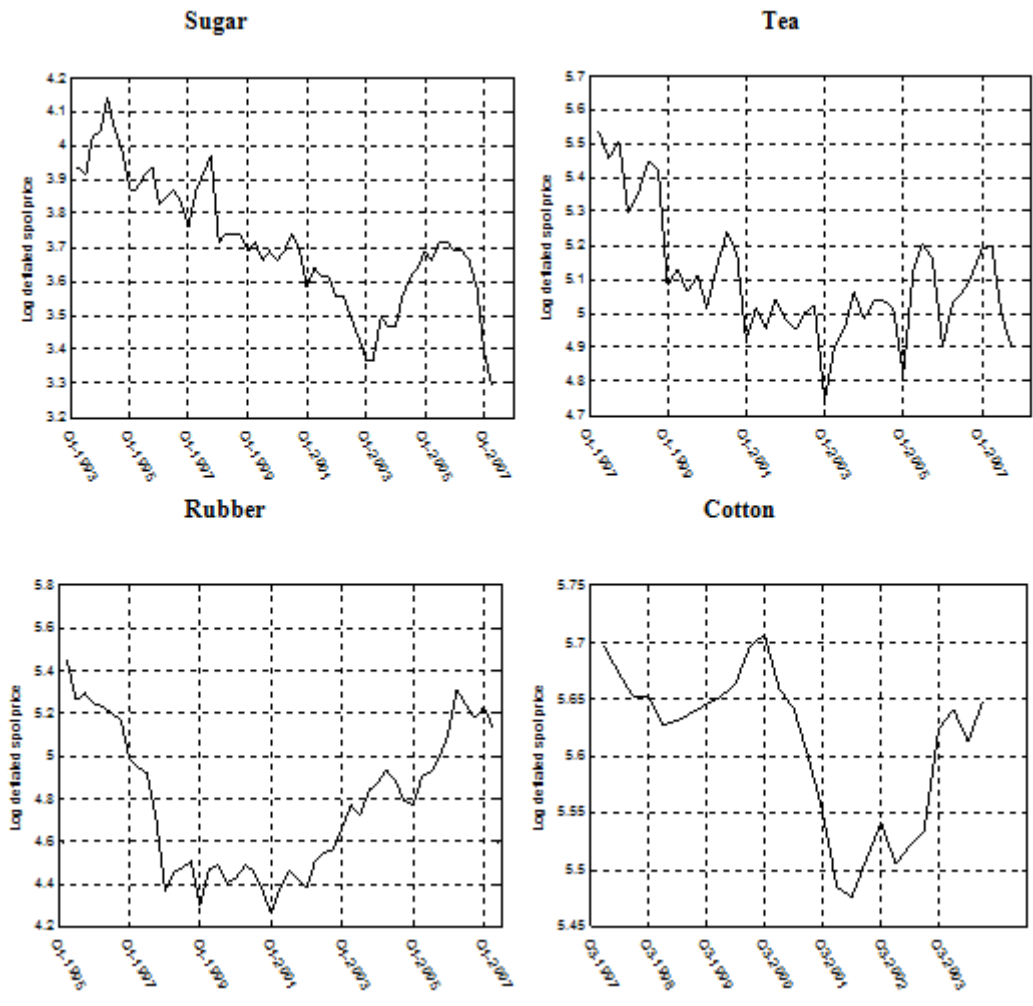 Sugar
Log deflated spot price
4.2
4.1
4
3.9
3.8
3.7
3.6
3.5
3.4
3.3
3.2
Q1-1993
Q1-1995
Q1-1997
Q1-1999
Q1-2001
Q1-2003
Q1-2005
Q1-2007
Tea
Log deflated spot price
5.7
5.6
5.5
5.4
5.3
5.2
5.1
5
4.9
4.8
4.7
Q1-1997
Q1-1999
Q1-2001
Q1-2003
Q1-2005
Q1-2007
Rubber
Log deflated spot price
5.8
5.6
5.4
5.2
5
4.8
4.6
4.4
4.2
Q1-1995
Q1-1997
Q1-1999
Q1-2001
Q1-2003
Q1-2005
Q1-2007
Cotton
Log deflated spot price
5.75
5.7
5.65
5.6
5.55
5.5
5.45
Q3-1997
Q3-1998
Q3-1999
Q3-2000
Q3-2001
Q3-2002
Q3-2003